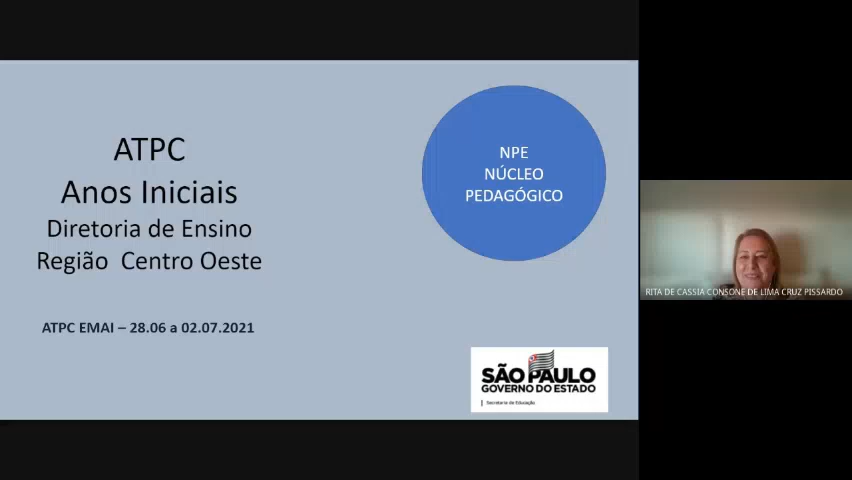 ATPC
Anos Iniciais
Diretoria de Ensino
Região Centro Oeste
ATPC EMAI – 28.06 a 02.07.2021
NPE
NÚCLEO
PEDAGÓGICO
SÃO PAULO
GOVERNO DO ESTADO
Secretaria de Educação
RITA DE CASSIA CONSONE DE LIMA CRUZ PISSARDO